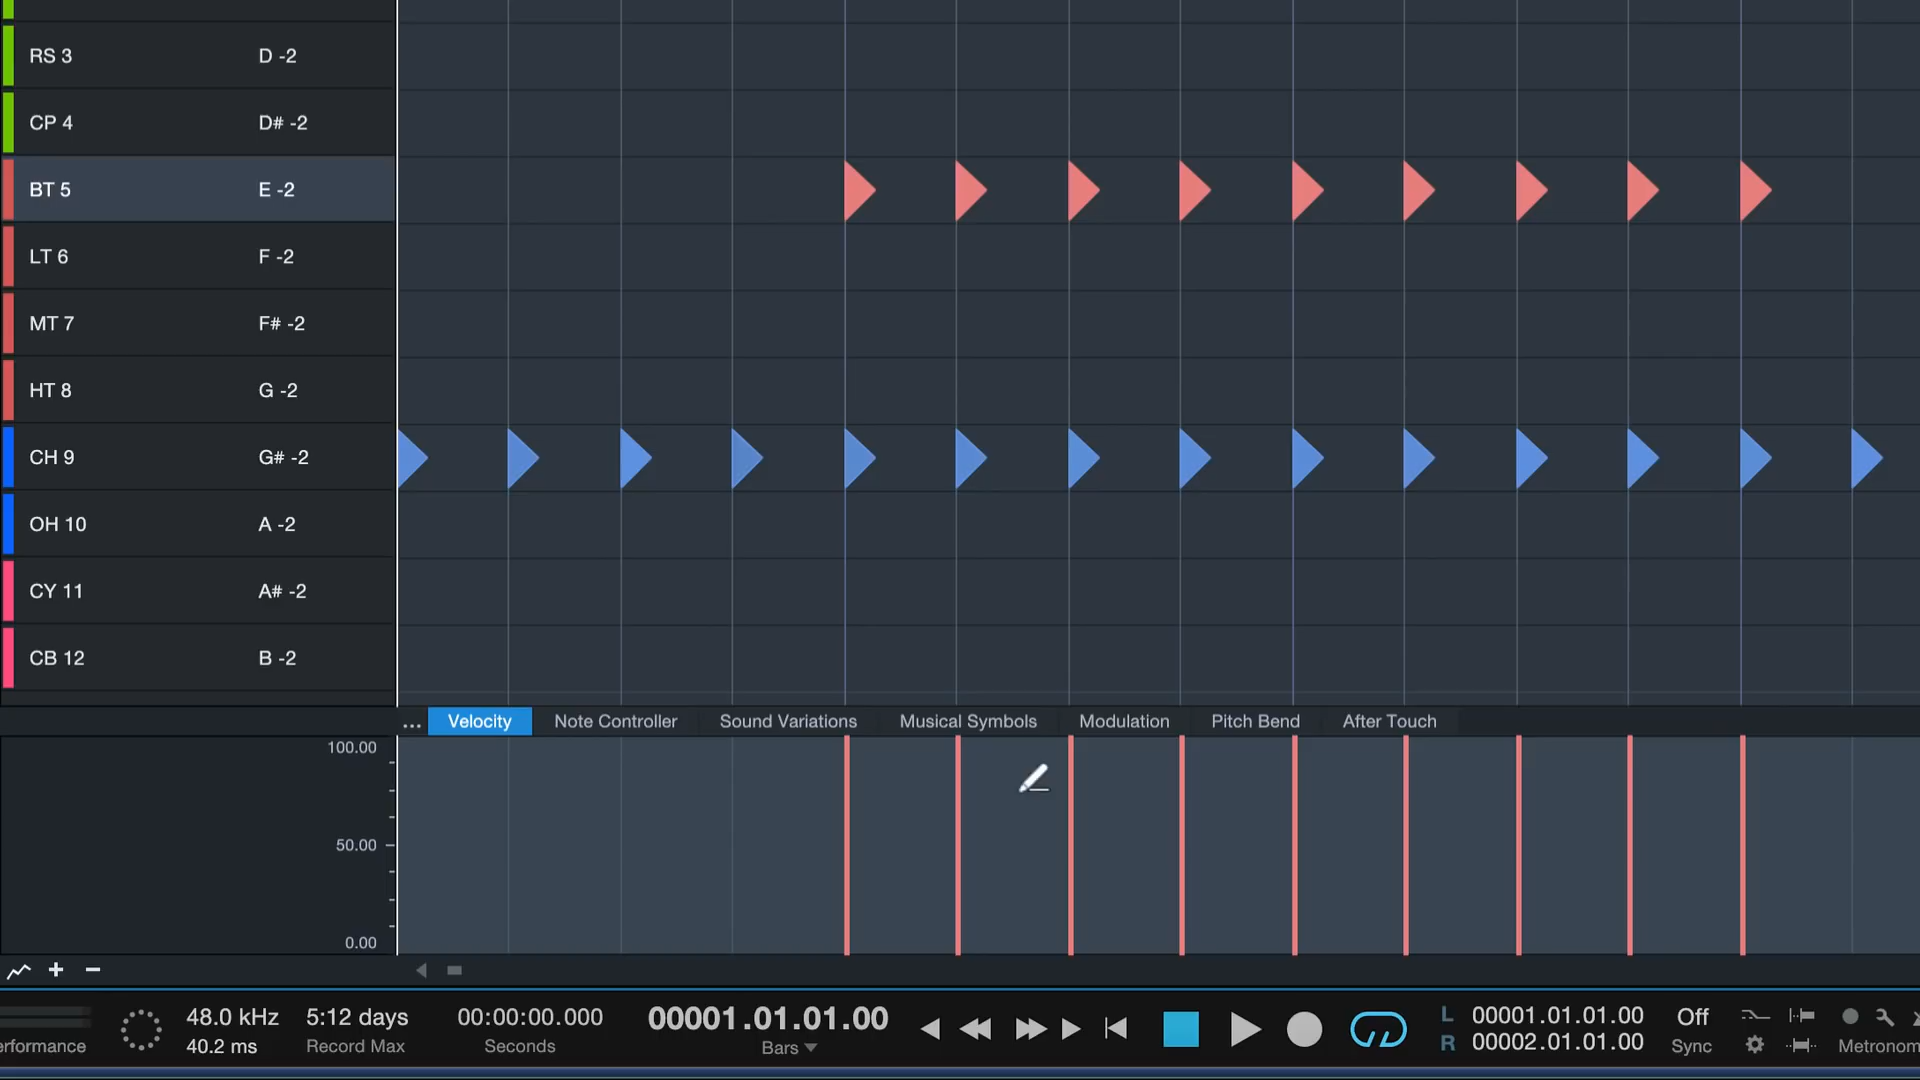 RS 3 D -2
CP 4 D# -2
BT 5 E -2
LT 6 F -2
MT 7 F# -2
HT 8 G -2
CH 9 G# -2
OH 10 A -2
CY 11 A# -2
CB 12 B -2
... Velocity Note Controller Sound Variations Musical Symbols Modulation Pitch Bend After Touch
100.00
50.00
0.00
48.0 kHz 5:12 days 00:00:00.000 00001.01.01.00 L 00001.01.01.00 Off
erformance 40.2 ms Record Max Seconds Bars R 00002.01.01.00 Sync Metronom